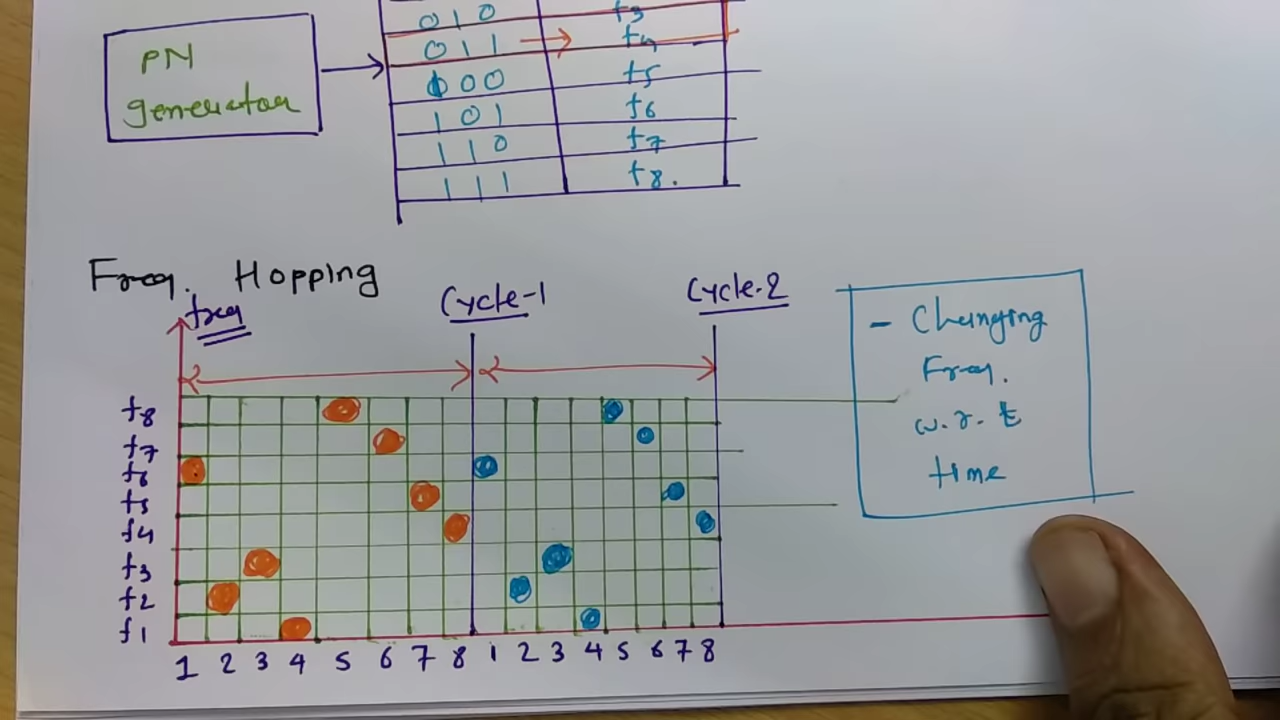 010 f3
PN
generator
011 → f4
100 f5
101 f6
110 f7
111 f8.
Freq. Hopping
freq
Cycle-1
Cycle-2
- Changing
Freq.
w.r.t
time
f8
f7
f6
f5
f4
f3
f2
f1
1 2 3 4 5 6 7 8 1 2 3 4 5 6 7 8